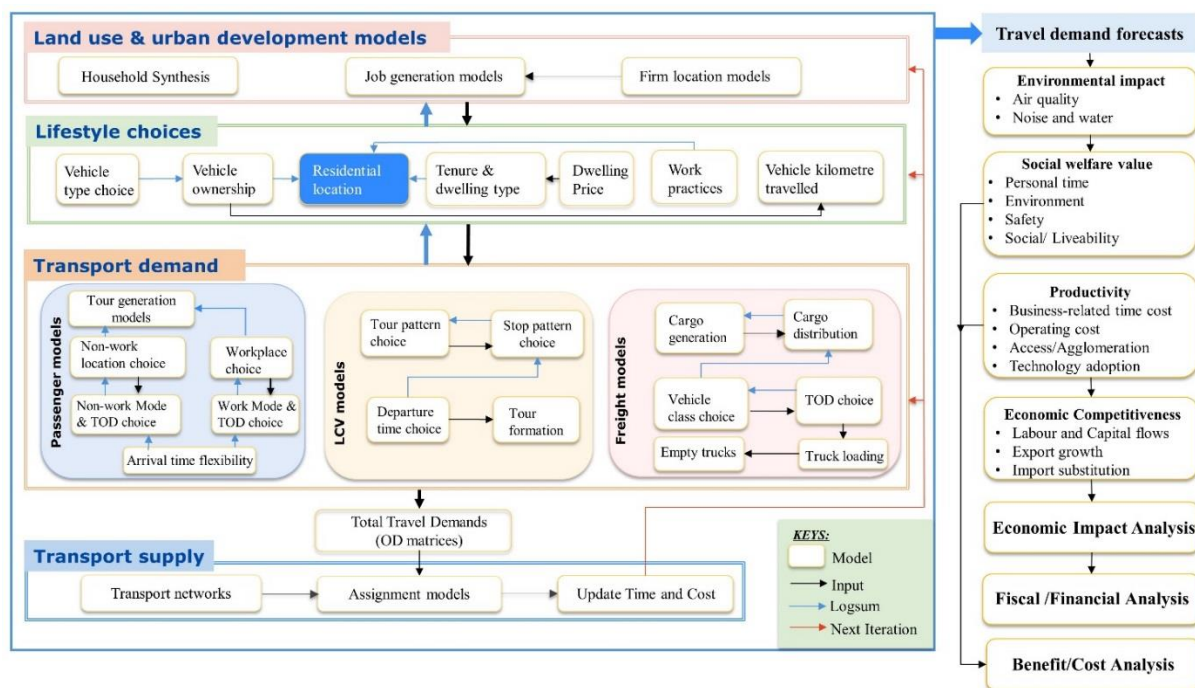 Land use & urban development models
Household Synthesis
Job generation models
Firm location models
Lifestyle choices
Vehicle
type choice
Vehicle
ownership
Residential
location
Tenure &
dwelling type
Dwelling
Price
Work
practices
Vehicle kilometre
travelled
Transport demand
Passenger models
Tour generation
models
Non-work
location choice
Workplace
choice
Non-work Mode
& TOD choice
Work Mode &
TOD choice
Arrival time flexibility
LCV models
Tour pattern
choice
Stop pattern
choice
Departure
time choice
Tour
formation
Freight models
Cargo
generation
Cargo
distribution
Vehicle
class choice
TOD choice
Empty trucks
Truck loading
Total Travel Demands
(OD matrices)
Transport supply
Transport networks
Assignment models
Update Time and Cost
KEYS:
Model
Input
Logsum
Next Iteration
Travel demand forecasts
Environmental impact
• Air quality
• Noise and water
Social welfare value
• Personal time
• Environment
• Safety
• Social/ Liveability
Productivity
• Business-related time cost
• Operating cost
• Access/Agglomeration
• Technology adoption
Economic Competitiveness
• Labour and Capital flows
• Export growth
• Import substitution
Economic Impact Analysis
Fiscal /Financial Analysis
Benefit/Cost Analysis